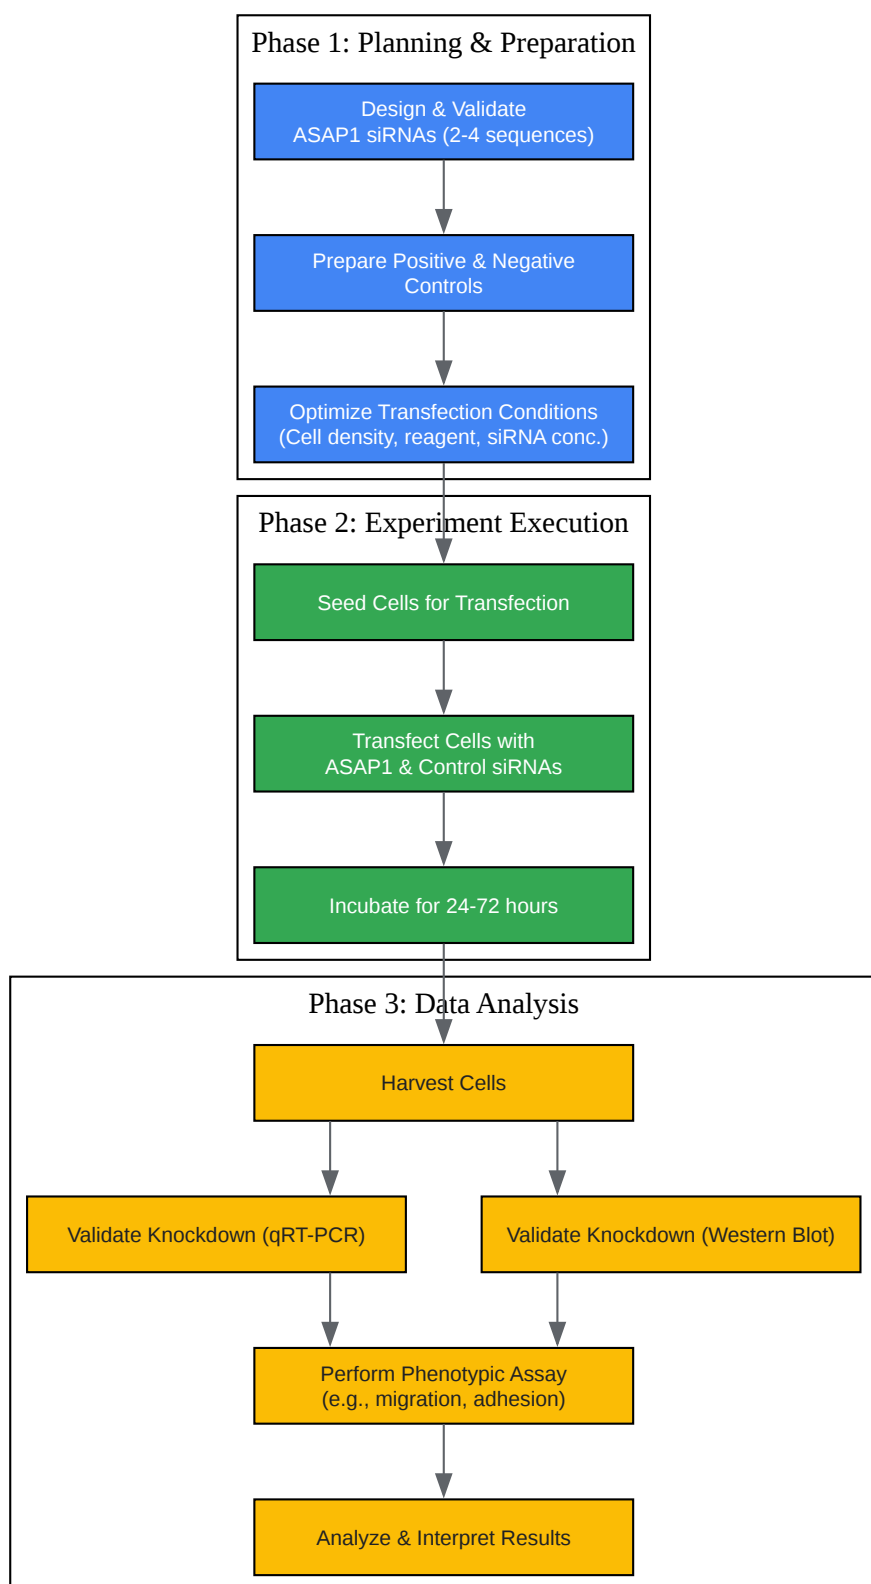 Phase 1: Planning & Preparation
Design & Validate
ASAP1 siRNAs (2-4 sequences)
Prepare Positive & Negative
Controls
Optimize Transfection Conditions
(Cell density, reagent, siRNA conc.)
Phase 2: Experiment Execution
Seed Cells for Transfection
Transfect Cells with
ASAP1 & Control siRNAs
Incubate for 24-72 hours
Phase 3: Data Analysis
Harvest Cells
Validate Knockdown (qRT-PCR)
Validate Knockdown (Western Blot)
Perform Phenotypic Assay
(e.g., migration, adhesion)
Analyze & Interpret Results